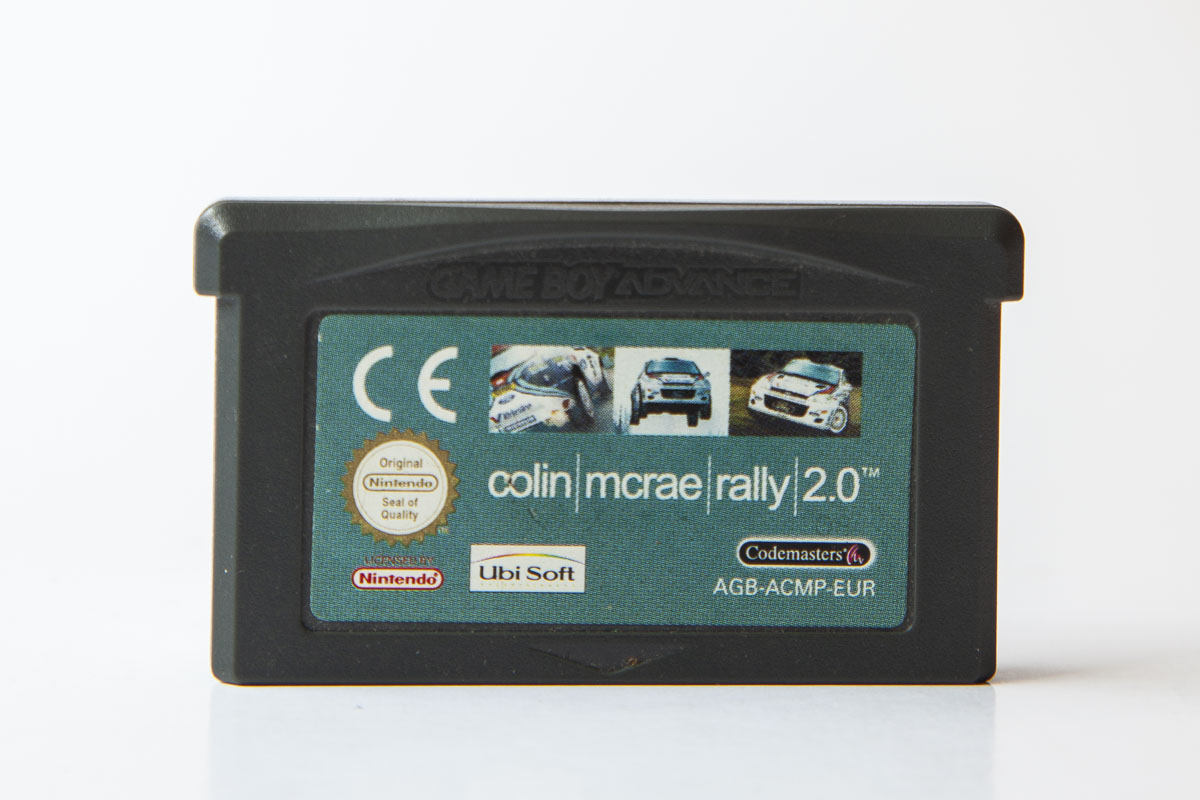 GAME BOY ADVANCE
CE
Original
Nintendo
Seal of
Quality
colin|mcrae|rally|2.0™
LICENSED BY
Nintendo
Ubi Soft
Codemasters
AGB-ACMP-EUR